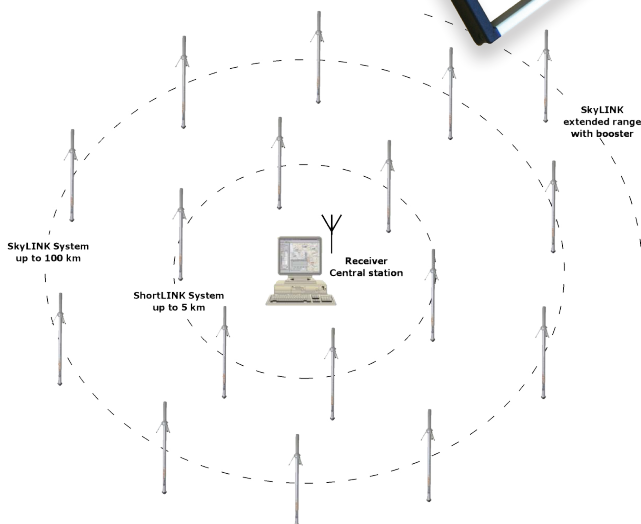 SkyLINK
extended range
with booster
SkyLINK System
up to 100 km
Receiver
Central station
ShortLINK System
up to 5 km